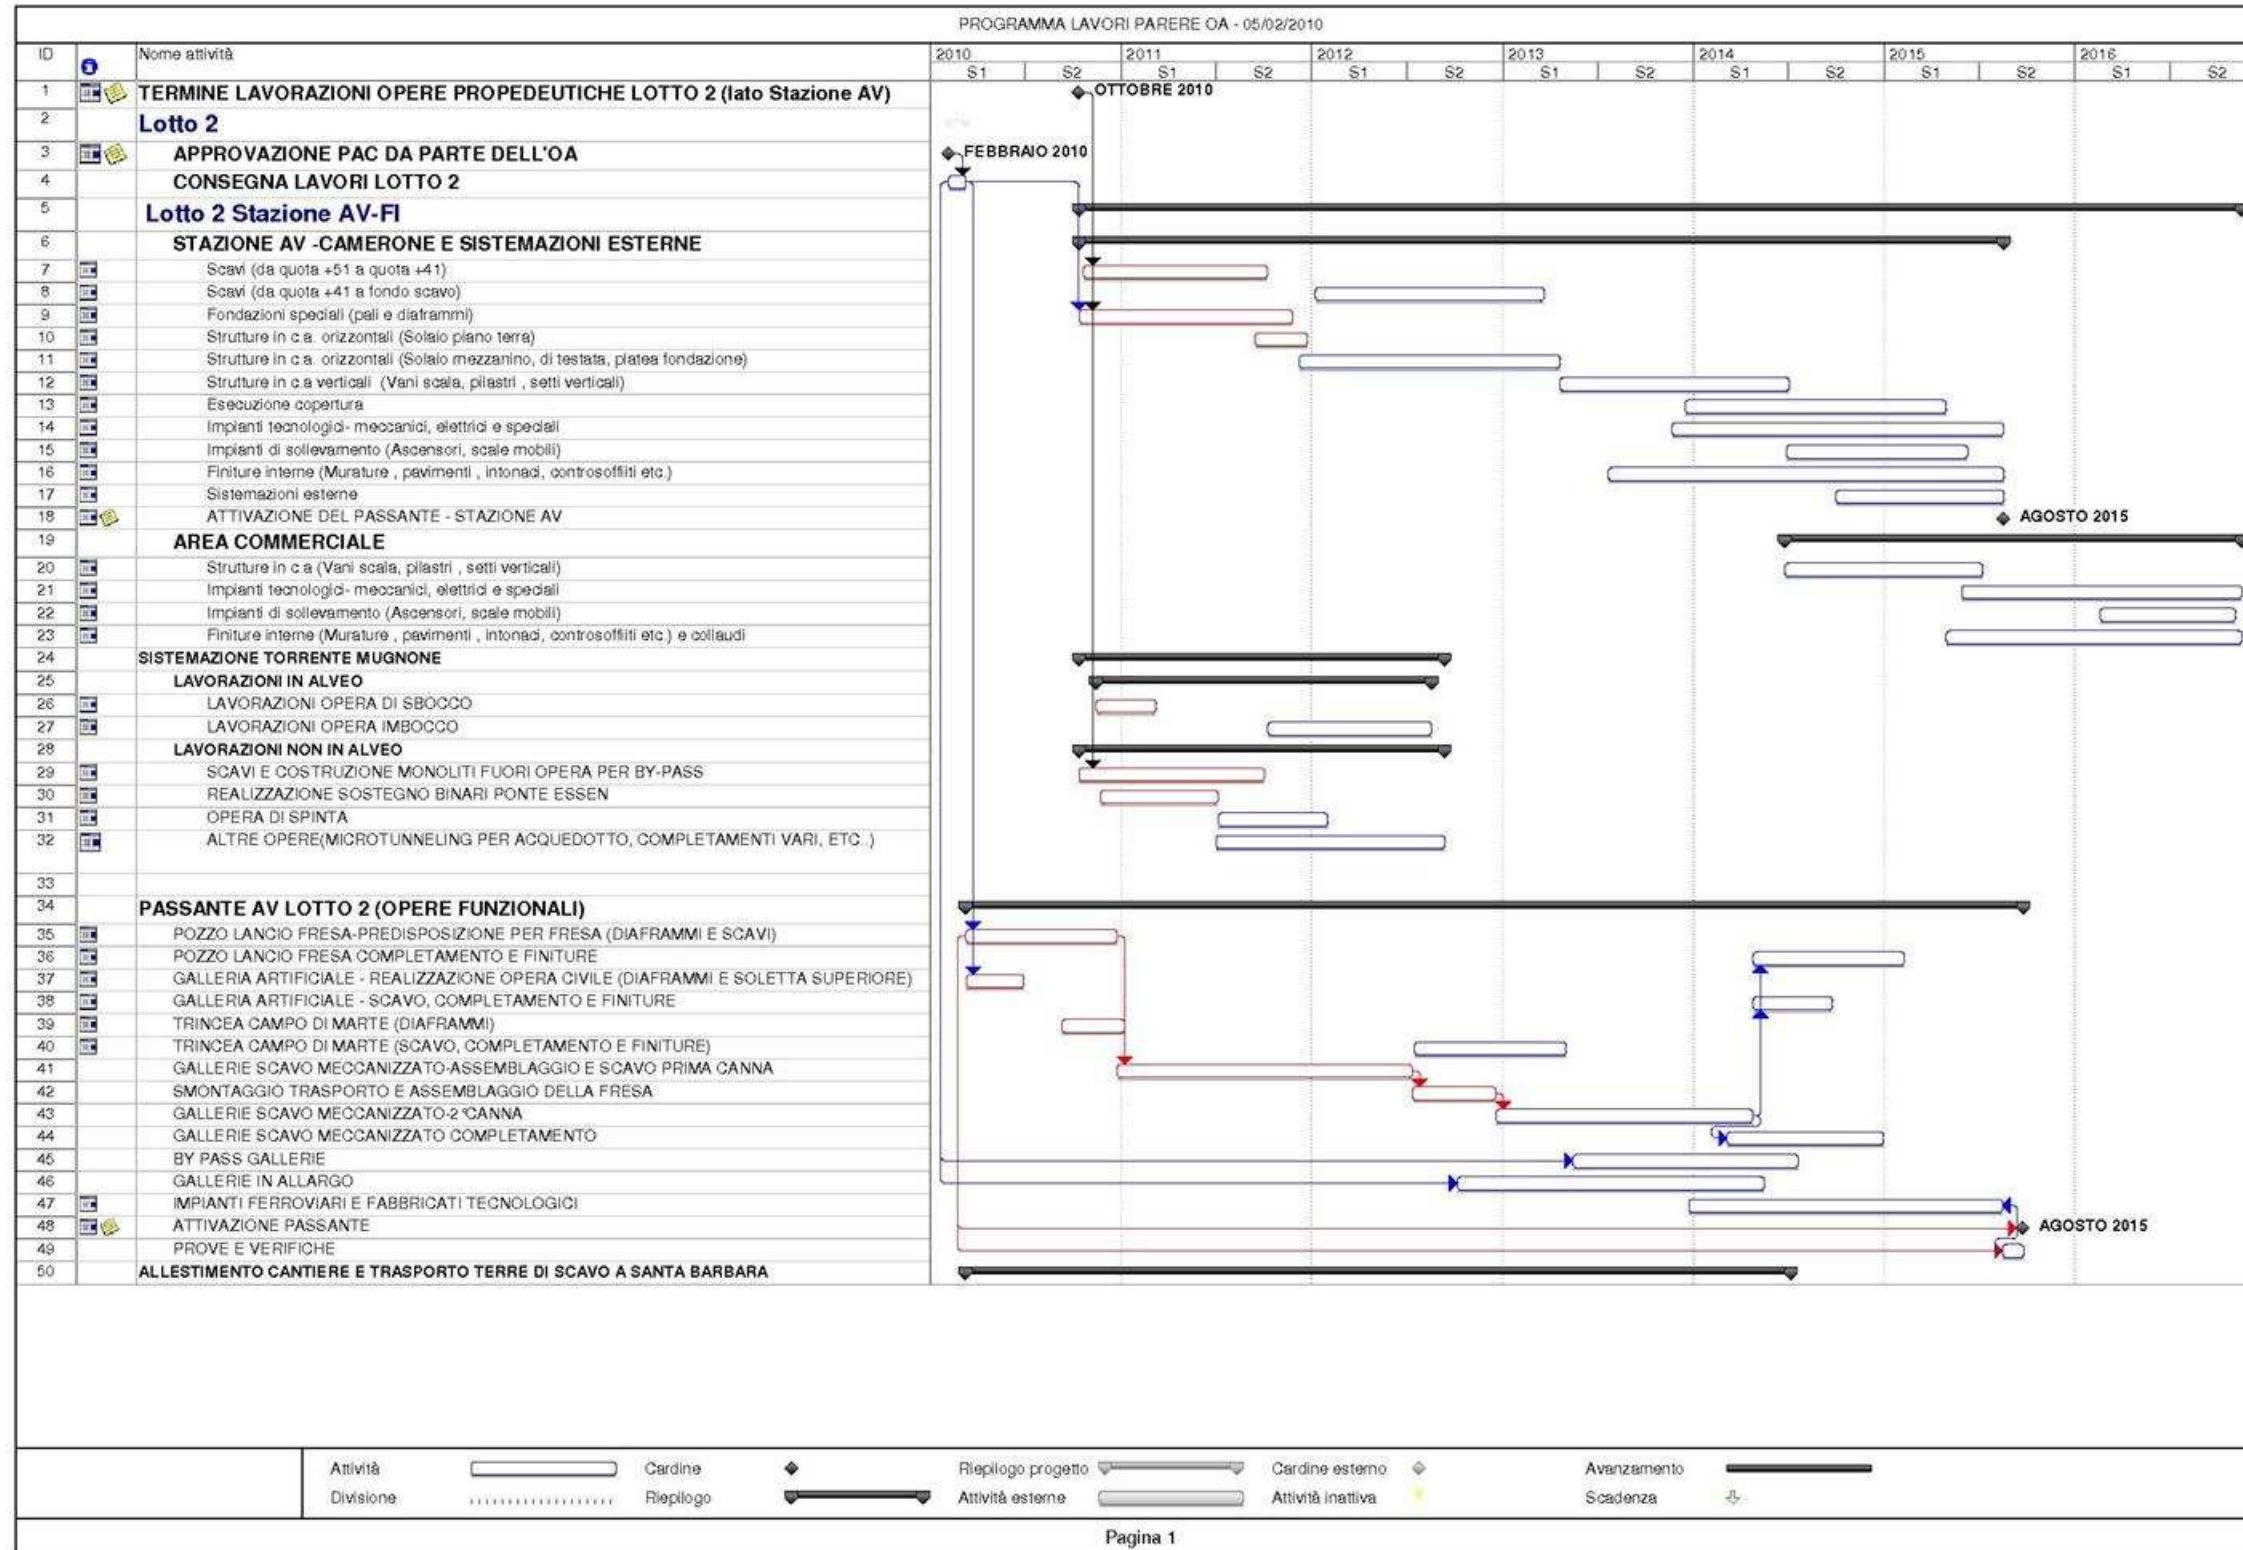 PROGRAMMA LAVORI PARERE OA - 05/02/2010
ID Nome attività 2010 2011 2012 2013 2014 2015 2016
S1 S2 S1 S2 S1 S2 S1 S2 S1 S2 S1 S2 S1 S2
1 TERMINE LAVORAZIONI OPERE PROPEDEUTICHE LOTTO 2 (lato Stazione AV) OTTOBRE 2010
2 Lotto 2
3 APPROVAZIONE PAC DA PARTE DELL'OA FEBBRAIO 2010
4 CONSEGNA LAVORI LOTTO 2
5 Lotto 2 Stazione AV-FI
6 STAZIONE AV -CAMERONE E SISTEMAZIONI ESTERNE
7 Scavi (da quota +51 a quota +41)
8 Scavi (da quota +41 a fondo scavo)
9 Fondazioni speciali (pali e diaframmi)
10 Strutture in c.a. orizzontali (Solaio piano terra)
11 Strutture in c.a. orizzontali (Solaio mezzanino, di testata, platea fondazione)
12 Strutture in c.a verticali (Vani scala, pilastri , setti verticali)
13 Esecuzione copertura
14 Impianti tecnologici- meccanici, elettrici e speciali
15 Impianti di sollevamento (Ascensori, scale mobili)
16 Finiture interne (Murature , pavimenti , intonaci, controsoffiiti etc.)
17 Sistemazioni esterne
18 ATTIVAZIONE DEL PASSANTE - STAZIONE AV AGOSTO 2015
19 AREA COMMERCIALE
20 Strutture in c.a (Vani scala, pilastri , setti verticali)
21 Impianti tecnologici- meccanici, elettrici e speciali
22 Impianti di sollevamento (Ascensori, scale mobili)
23 Finiture interne (Murature , pavimenti , intonaci, controsoffiiti etc.) e collaudi
24 SISTEMAZIONE TORRENTE MUGNONE
25 LAVORAZIONI IN ALVEO
26 LAVORAZIONI OPERA DI SBOCCO
27 LAVORAZIONI OPERA IMBOCCO
28 LAVORAZIONI NON IN ALVEO
29 SCAVI E COSTRUZIONE MONOLITI FUORI OPERA PER BY-PASS
30 REALIZZAZIONE SOSTEGNO BINARI PONTE ESSEN
31 OPERA DI SPINTA
32 ALTRE OPERE(MICROTUNNELING PER ACQUEDOTTO, COMPLETAMENTI VARI, ETC..)
33
34 PASSANTE AV LOTTO 2 (OPERE FUNZIONALI)
35 POZZO LANCIO FRESA-PREDISPOSIZIONE PER FRESA (DIAFRAMMI E SCAVI)
36 POZZO LANCIO FRESA COMPLETAMENTO E FINITURE
37 GALLERIA ARTIFICIALE - REALIZZAZIONE OPERA CIVILE (DIAFRAMMI E SOLETTA SUPERIORE)
38 GALLERIA ARTIFICIALE - SCAVO, COMPLETAMENTO E FINITURE
39 TRINCEA CAMPO DI MARTE (DIAFRAMMI)
40 TRINCEA CAMPO DI MARTE (SCAVO, COMPLETAMENTO E FINITURE)
41 GALLERIE SCAVO MECCANIZZATO-ASSEMBLAGGIO E SCAVO PRIMA CANNA
42 SMONTAGGIO TRASPORTO E ASSEMBLAGGIO DELLA FRESA
43 GALLERIE SCAVO MECCANIZZATO-2°CANNA
44 GALLERIE SCAVO MECCANIZZATO COMPLETAMENTO
45 BY PASS GALLERIE
46 GALLERIE IN ALLARGO
47 IMPIANTI FERROVIARI E FABBRICATI TECNOLOGICI
48 ATTIVAZIONE PASSANTE AGOSTO 2015
49 PROVE E VERIFICHE
50 ALLESTIMENTO CANTIERE E TRASPORTO TERRE DI SCAVO A SANTA BARBARA
Attività Cardine Riepilogo progetto Cardine esterno Avanzamento
Divisione Riepilogo Attività esterne Attività inattiva Scadenza
Pagina 1